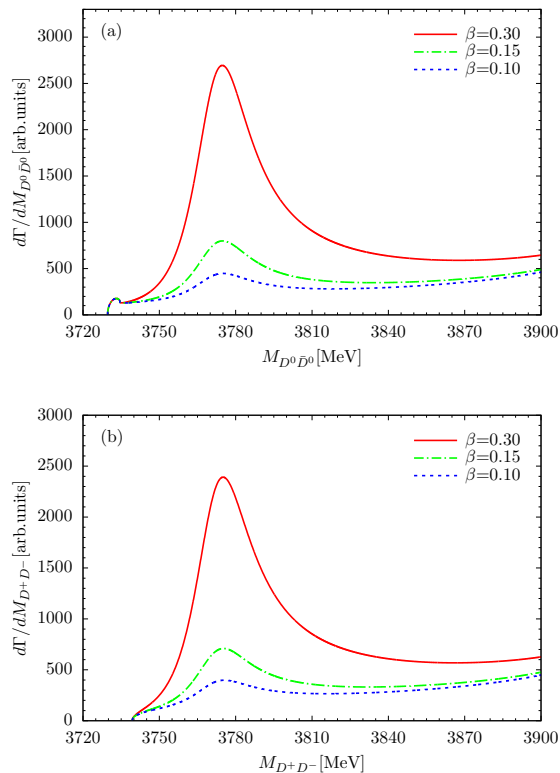 (a)
β=0.30
β=0.15
β=0.10
dΓ/dM_{D⁰D̄⁰}[arb.units]
3000
2500
2000
1500
1000
500
0
3720 3750 3780 3810 3840 3870 3900
M_{D⁰D̄⁰}[MeV]
(b)
β=0.30
β=0.15
β=0.10
dΓ/dM_{D⁺D⁻}[arb.units]
3000
2500
2000
1500
1000
500
0
3720 3750 3780 3810 3840 3870 3900
M_{D⁺D⁻}[MeV]